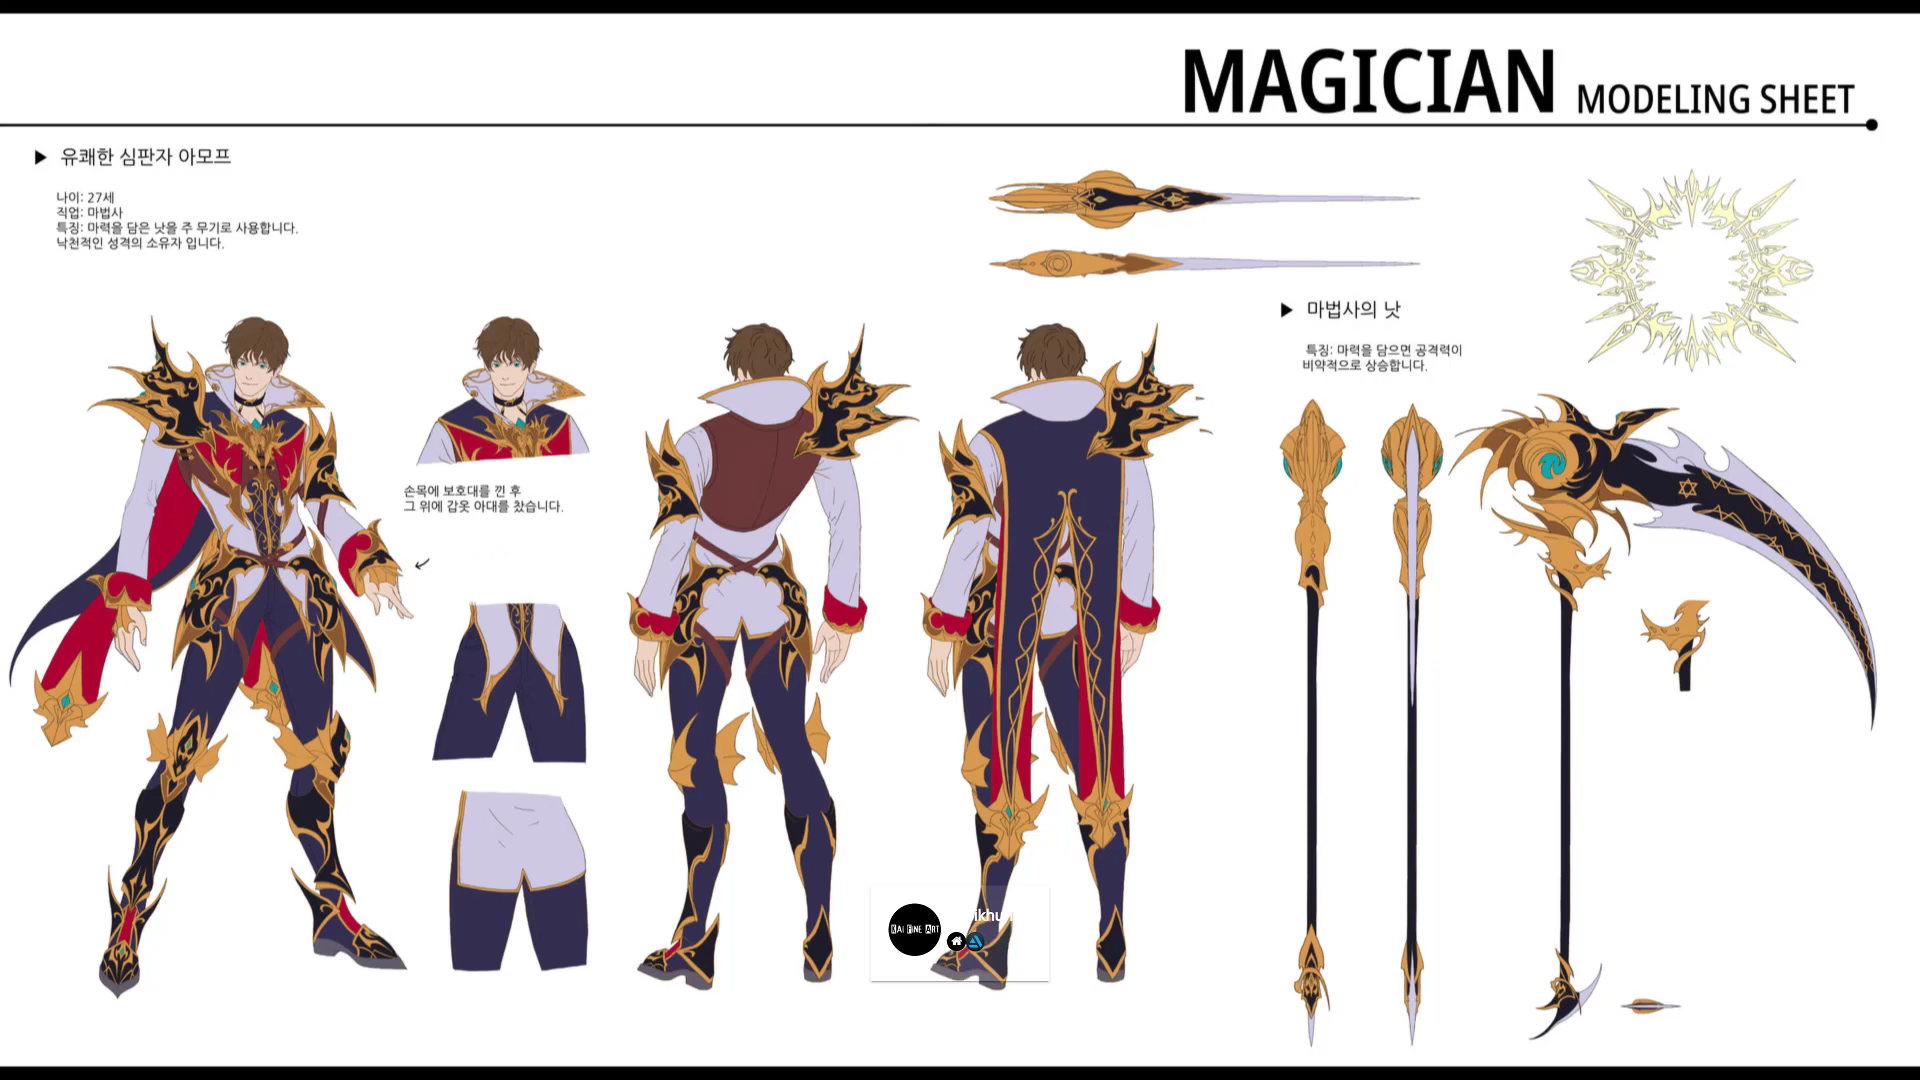 MAGICIAN MODELING SHEET
▶ 유쾌한 심판자 아모프
나이: 27세
직업: 마법사
특징: 마력을 담은 낫을 주 무기로 사용합니다.
낙천적인 성격의 소유자 입니다.
▶ 마법사의 낫
특징: 마력을 담으면 공격력이
비약적으로 상승합니다.
손목에 보호대를 낀 후
그 위에 갑옷 아대를 찼습니다.
KAI FINE ART